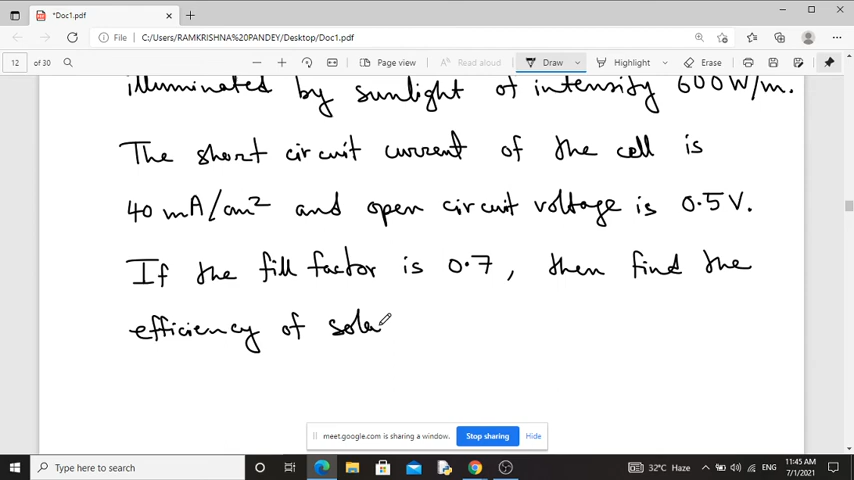 *Doc1.pdf
File
C:/Users/RAMKRISHNA%20PANDEY/Desktop/Doc1.pdf
12 of 30
Page view
Read aloud
Draw
Highlight
Erase
illuminated by sunlight of intensity 600W/m.
The short circuit current of the cell is
40 mA/cm2 and open circuit voltage is 0.5V.
If the fill factor is 0.7, then find the
efficiency of sola
meet.google.com is sharing a window.
Stop sharing
Hide
Type here to search
32°C Haze
ENG
11:45 AM
7/1/2021